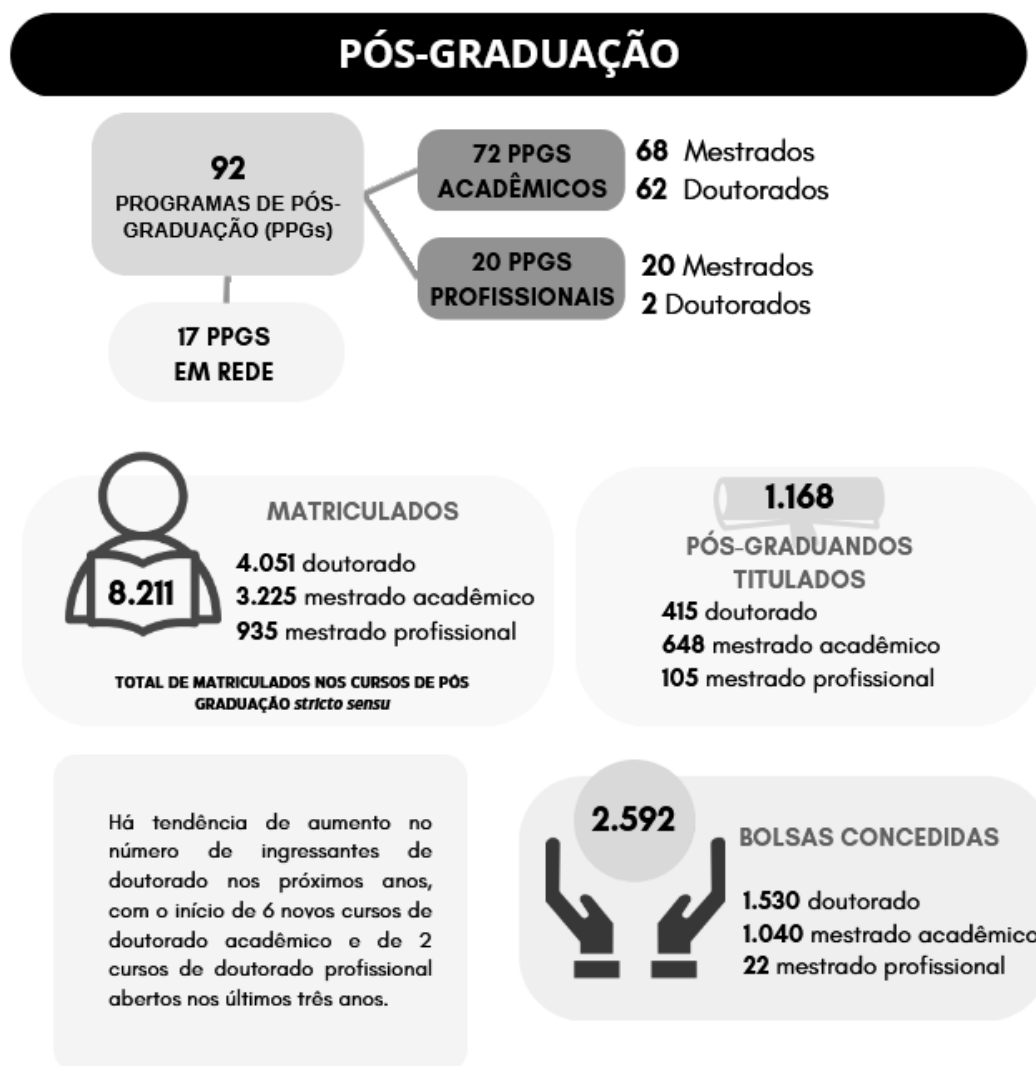 PÓS-GRADUAÇÃO
92
PROGRAMAS DE PÓS-
GRADUAÇÃO (PPGs)
72 PPGS
ACADÊMICOS
68 Mestrados
62 Doutorados
20 PPGS
PROFISSIONAIS
20 Mestrados
2 Doutorados
17 PPGS
EM REDE
8.211
MATRICULADOS
4.051 doutorado
3.225 mestrado acadêmico
935 mestrado profissional
TOTAL DE MATRICULADOS NOS CURSOS DE PÓS
GRADUAÇÃO stricto sensu
1.168
PÓS-GRADUANDOS
TITULADOS
415 doutorado
648 mestrado acadêmico
105 mestrado profissional
Há tendência de aumento no
número de ingressantes de
doutorado nos próximos anos,
com o início de 6 novos cursos de
doutorado acadêmico e de 2
cursos de doutorado profissional
abertos nos últimos três anos.
2.592
BOLSAS CONCEDIDAS
1.530 doutorado
1.040 mestrado acadêmico
22 mestrado profissional